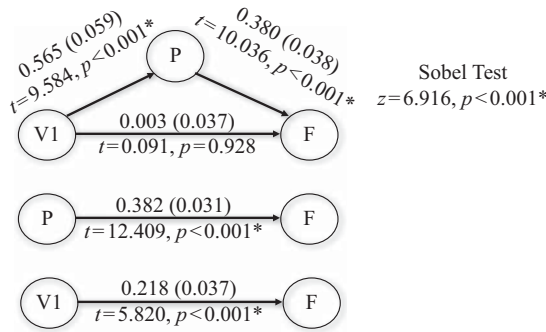 0.565 (0.059)
t=9.584, p<0.001*
P
0.380 (0.038)
t=10.036, p<0.001*
Sobel Test
z=6.916, p<0.001*
V1
0.003 (0.037)
t=0.091, p=0.928
F
P
0.382 (0.031)
t=12.409, p<0.001*
F
V1
0.218 (0.037)
t=5.820, p<0.001*
F